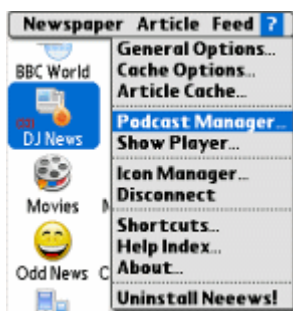 Newspaper Article Feed ?
General Options...
BBC World
Cache Options...
Article Cache...
Podcast Manager...
DJ News
Show Player...
Icon Manager...
Movies
Disconnect
Shortcuts...
Help Index...
Odd News
About...
Uninstall Neeews!